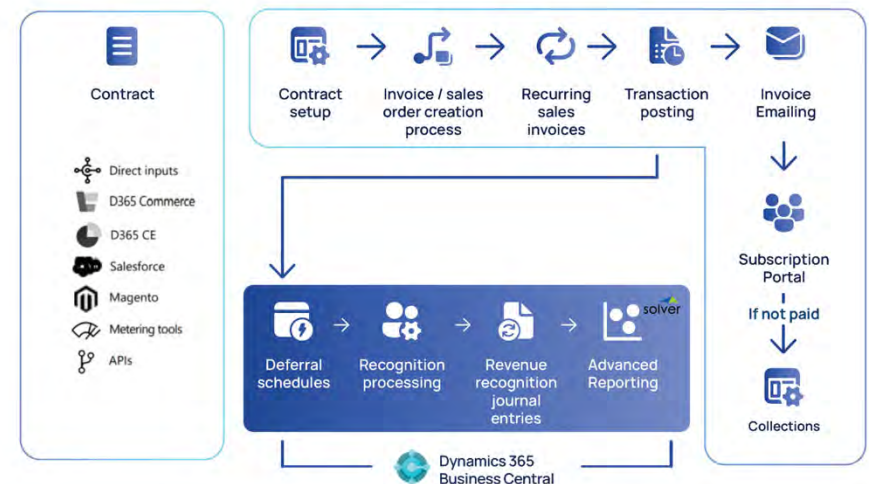 Contract
Direct inputs
D365 Commerce
D365 CE
Salesforce
Magento
Metering tools
APIs
Contract
setup
Invoice / sales
order creation
process
Recurring
sales
invoices
Transaction
posting
Invoice
Emailing
Subscription
Portal
If not paid
Collections
solver
Deferral
schedules
Recognition
processing
Revenue
recognition
journal
entries
Advanced
Reporting
Dynamics 365
Business Central